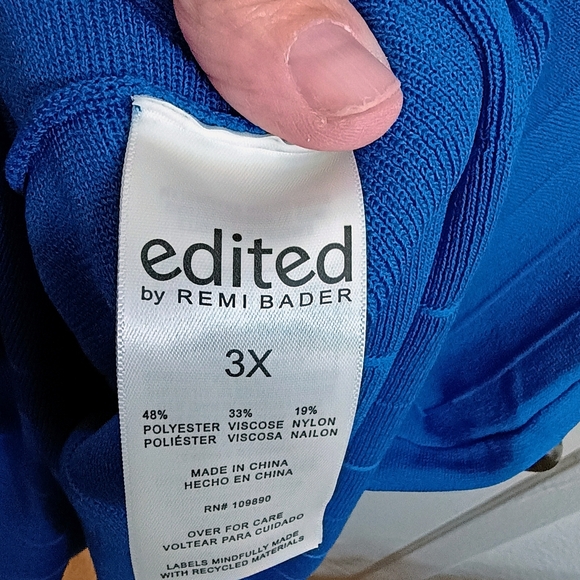 edited
by REMI BADER
3X
48% 33% 19%
POLYESTER VISCOSE NYLON
POLIÉSTER VISCOSA NAILON
MADE IN CHINA
HECHO EN CHINA
RN# 109890
OVER FOR CARE
VOLTEAR PARA CUIDADO
LABELS MINDFULLY MADE
WITH RECYCLED MATERIALS